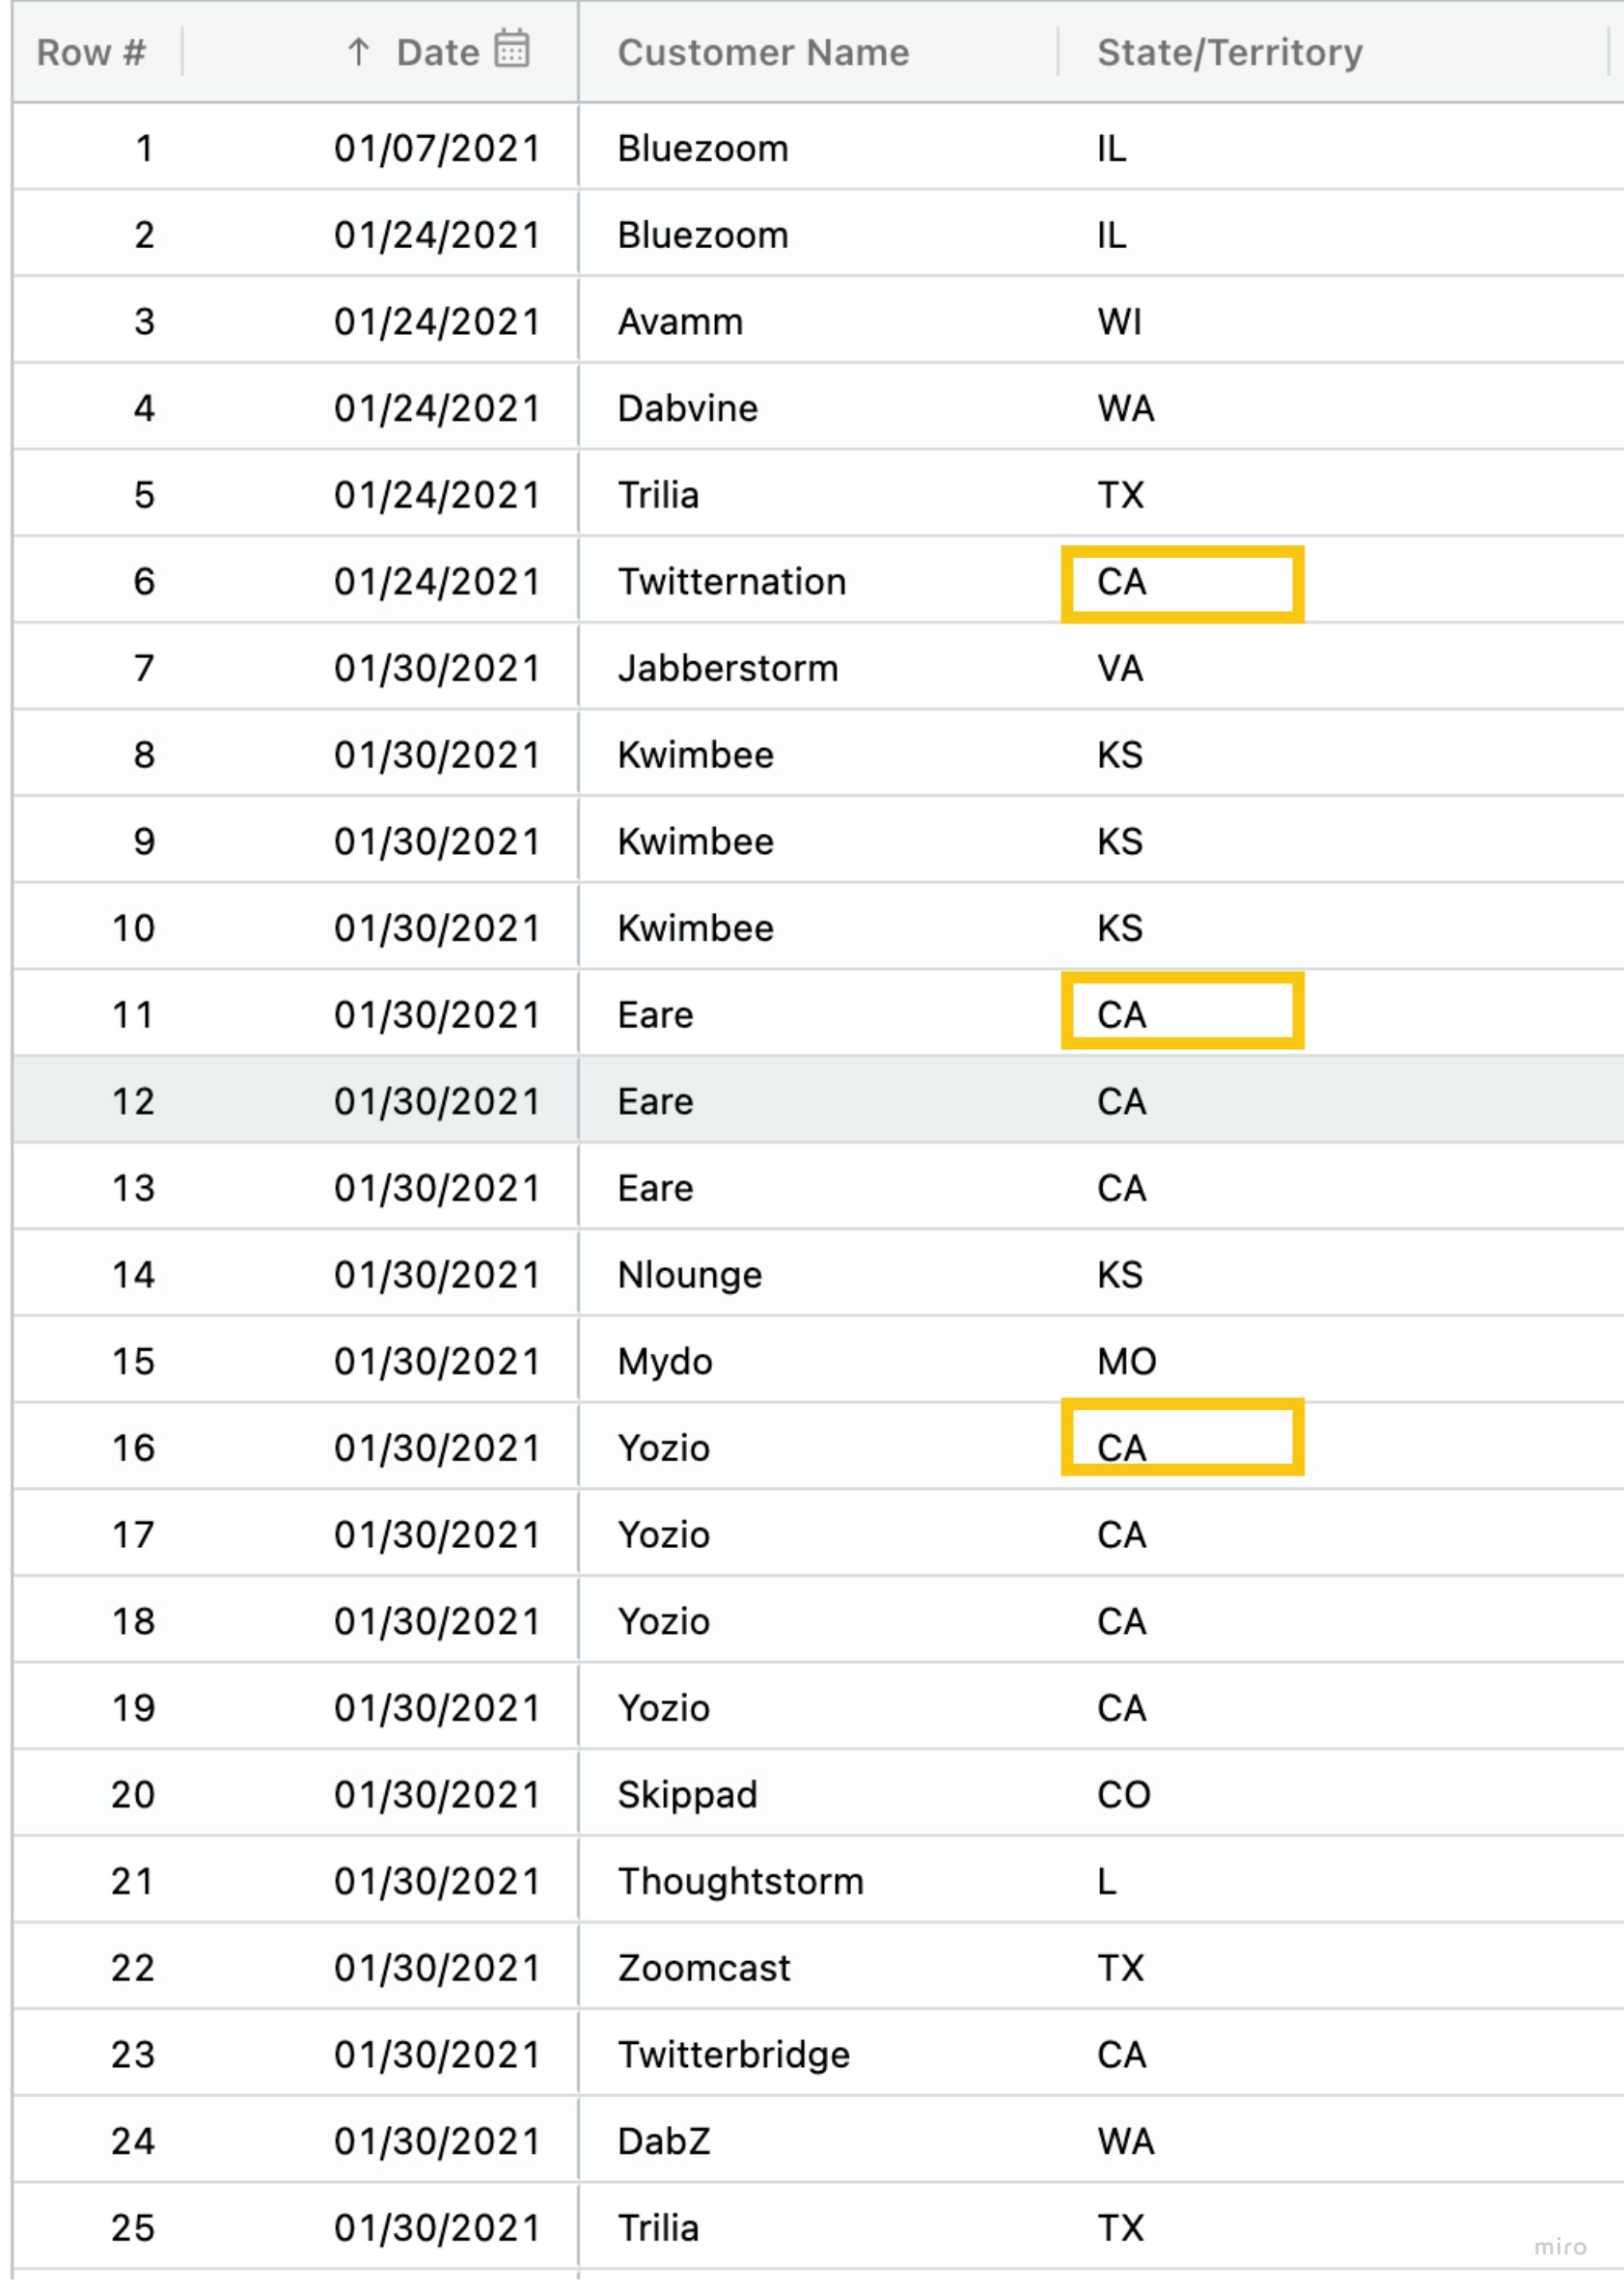 Row # ↑ Date Customer Name State/Territory
1 01/07/2021 Bluezoom IL
2 01/24/2021 Bluezoom IL
3 01/24/2021 Avamm WI
4 01/24/2021 Dabvine WA
5 01/24/2021 Trilia TX
6 01/24/2021 Twitternation CA
7 01/30/2021 Jabberstorm VA
8 01/30/2021 Kwimbee KS
9 01/30/2021 Kwimbee KS
10 01/30/2021 Kwimbee KS
11 01/30/2021 Eare CA
12 01/30/2021 Eare CA
13 01/30/2021 Eare CA
14 01/30/2021 Nlounge KS
15 01/30/2021 Mydo MO
16 01/30/2021 Yozio CA
17 01/30/2021 Yozio CA
18 01/30/2021 Yozio CA
19 01/30/2021 Yozio CA
20 01/30/2021 Skippad CO
21 01/30/2021 Thoughtstorm L
22 01/30/2021 Zoomcast TX
23 01/30/2021 Twitterbridge CA
24 01/30/2021 DabZ WA
25 01/30/2021 Trilia TX
miro